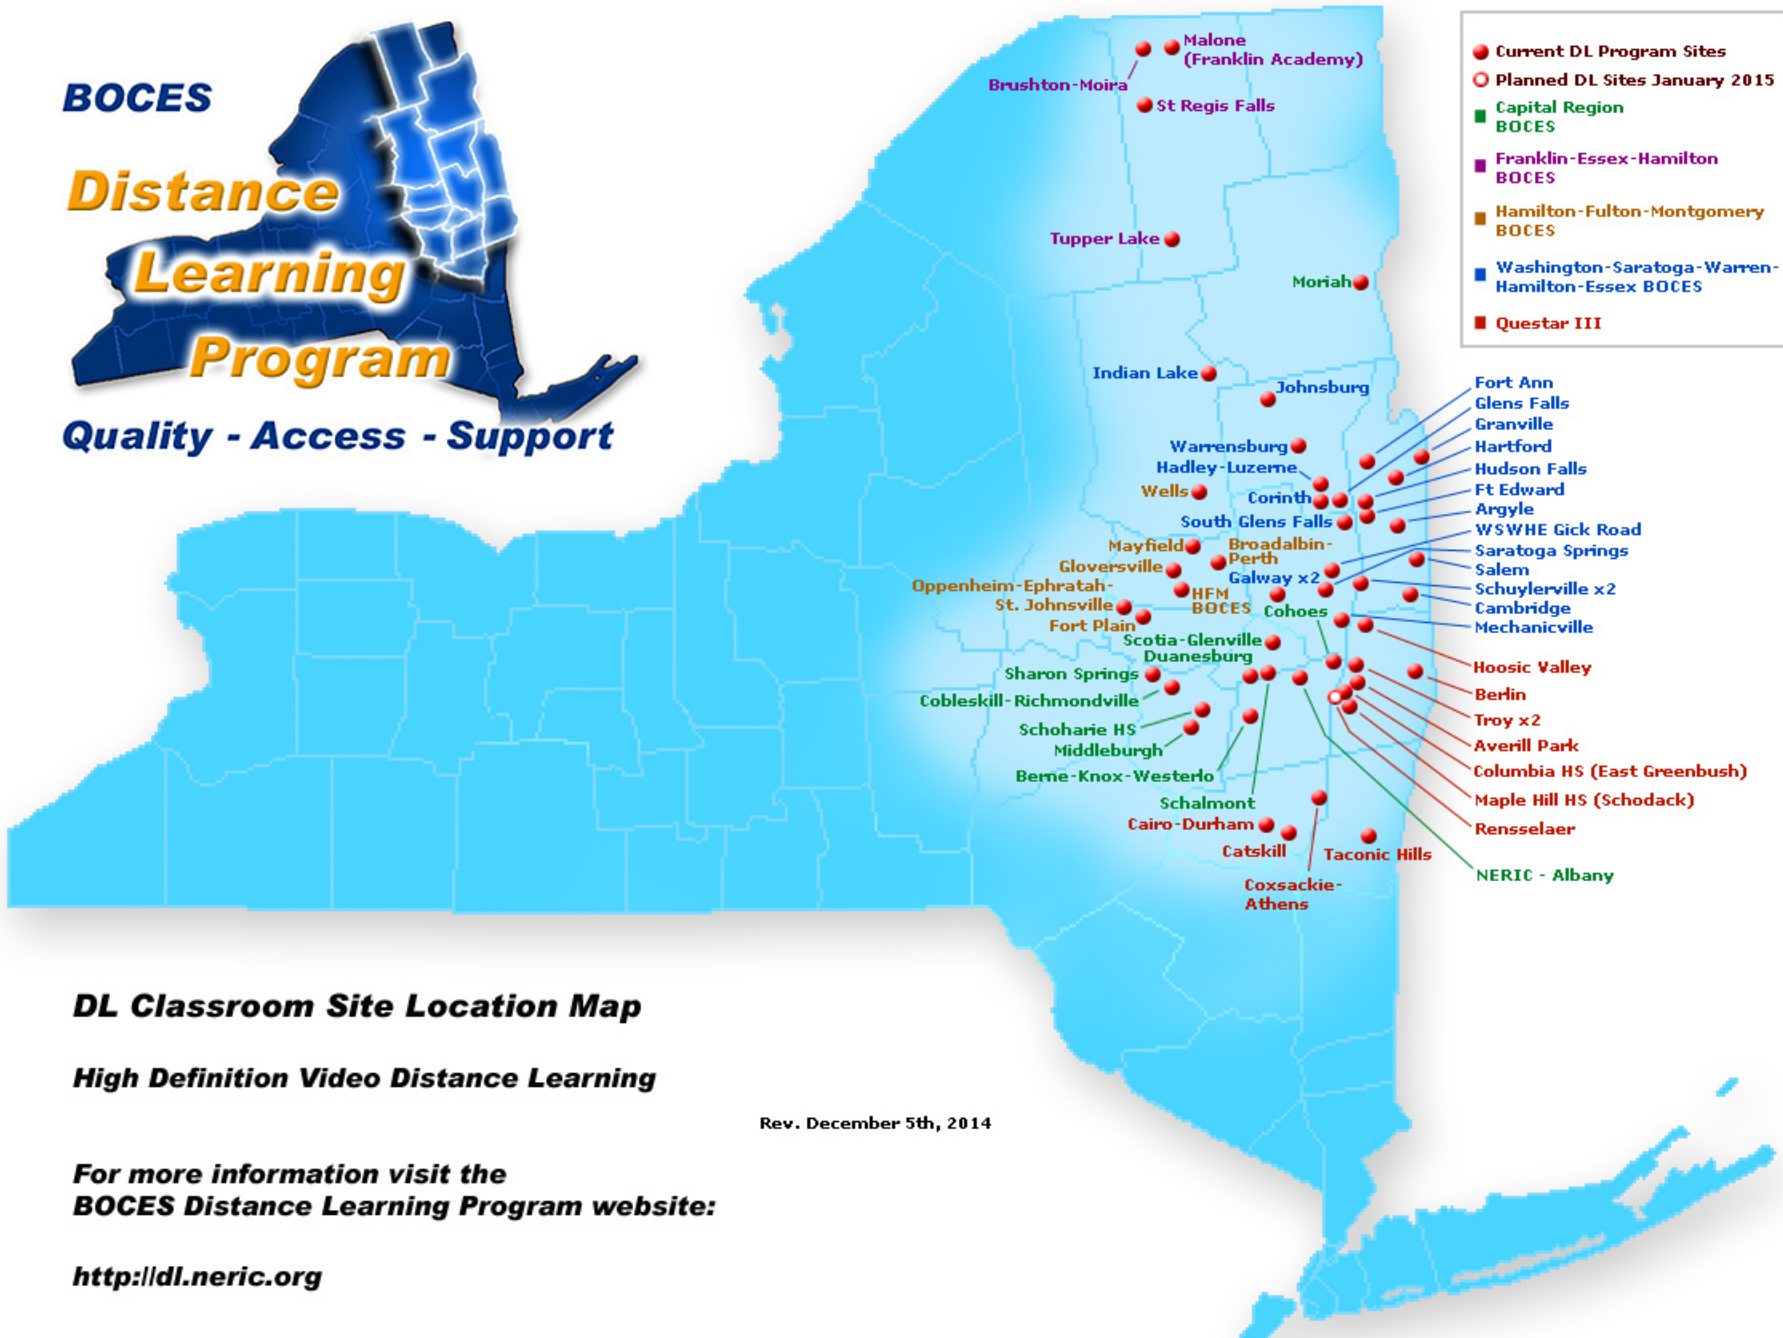 BOCES
Distance
Learning
Program
Quality - Access - Support
Current DL Program Sites
Planned DL Sites January 2015
Capital Region
BOCES
Franklin-Essex-Hamilton
BOCES
Hamilton-Fulton-Montgomery
BOCES
Washington-Saratoga-Warren-
Hamilton-Essex BOCES
Questar III
Malone
(Franklin Academy)
Brushton-Moira
St Regis Falls
Tupper Lake
Moriah
Indian Lake
Johnsburg
Warrensburg
Hadley-Luzerne
Wells
Corinth
South Glens Falls
Mayfield
Broadalbin-
Perth
Gloversville
Galway x2
Oppenheim-Ephratah-
St. Johnsville
HFM
BOCES
Fort Plain
Cohoes
Scotia-Glenville
Duanesburg
Sharon Springs
Cobleskill-Richmondville
Schoharie HS
Middleburgh
Berne-Knox-Westerlo
Schalmont
Cairo-Durham
Catskill
Taconic Hills
Coxsackie-
Athens
Fort Ann
Glens Falls
Granville
Hartford
Hudson Falls
Ft Edward
Argyle
WSWHE Gick Road
Saratoga Springs
Salem
Schuylerville x2
Cambridge
Mechanicville
Hoosic Valley
Berlin
Troy x2
Averill Park
Columbia HS (East Greenbush)
Maple Hill HS (Schodack)
Rensselaer
NERIC - Albany
DL Classroom Site Location Map
High Definition Video Distance Learning
Rev. December 5th, 2014
For more information visit the
BOCES Distance Learning Program website:
http://dl.neric.org